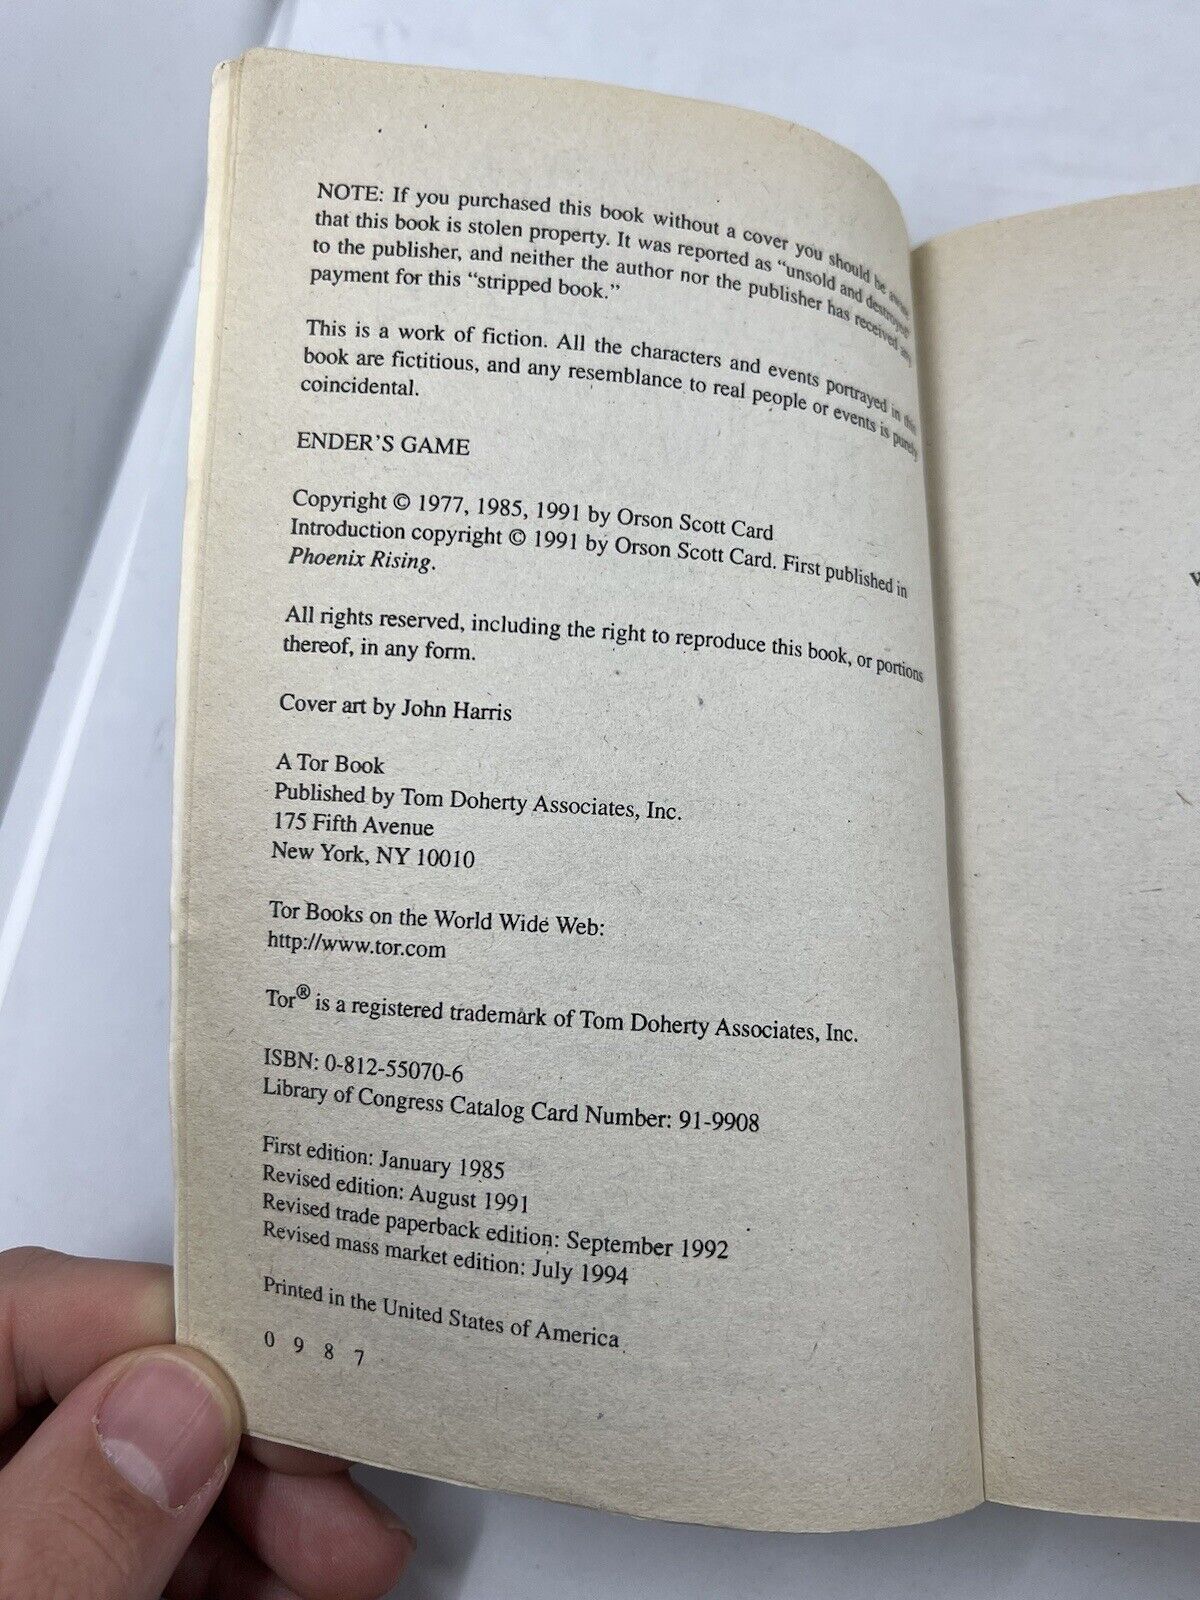 NOTE: If you purchased this book without a cover you should be aware
that this book is stolen property. It was reported as "unsold and destroyed"
to the publisher, and neither the author nor the publisher has received any
payment for this "stripped book."
This is a work of fiction. All the characters and events portrayed in this
book are fictitious, and any resemblance to real people or events is purely
coincidental.
ENDER'S GAME
Copyright © 1977, 1985, 1991 by Orson Scott Card
Introduction copyright © 1991 by Orson Scott Card. First published in
Phoenix Rising.
All rights reserved, including the right to reproduce this book, or portions
thereof, in any form.
Cover art by John Harris
A Tor Book
Published by Tom Doherty Associates, Inc.
175 Fifth Avenue
New York, NY 10010
Tor Books on the World Wide Web:
http://www.tor.com
Tor® is a registered trademark of Tom Doherty Associates, Inc.
ISBN: 0-812-55070-6
Library of Congress Catalog Card Number: 91-9908
First edition: January 1985
Revised edition: August 1991
Revised trade paperback edition: September 1992
Revised mass market edition: July 1994
Printed in the United States of America
0 9 8 7